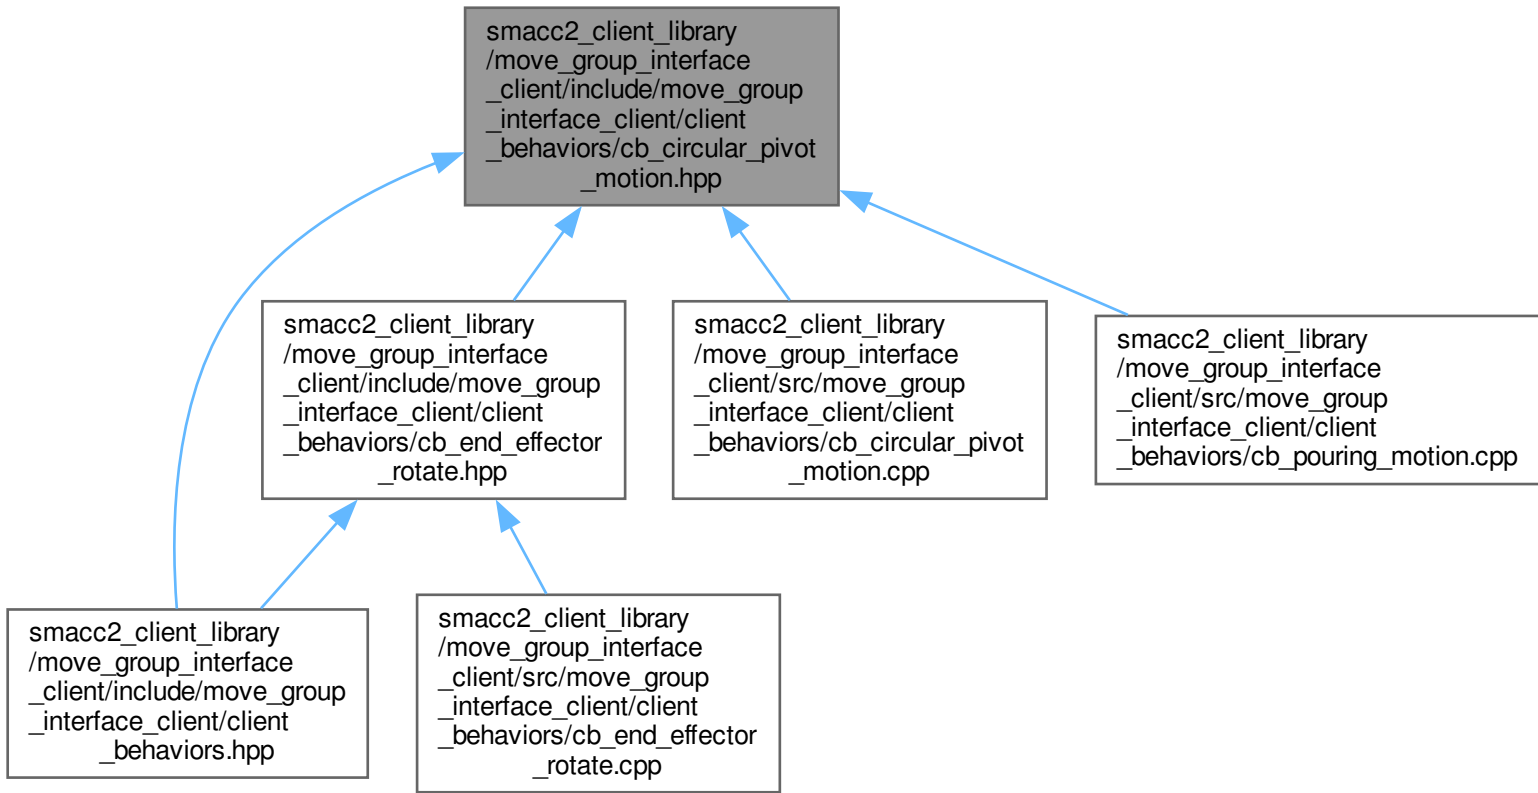 smacc2_client_library
/move_group_interface
_client/include/move_group
_interface_client/client
_behaviors/cb_circular_pivot
_motion.hpp
smacc2_client_library
/move_group_interface
_client/include/move_group
_interface_client/client
_behaviors/cb_end_effector
_rotate.hpp
smacc2_client_library
/move_group_interface
_client/src/move_group
_interface_client/client
_behaviors/cb_circular_pivot
_motion.cpp
smacc2_client_library
/move_group_interface
_client/src/move_group
_interface_client/client
_behaviors/cb_pouring_motion.cpp
smacc2_client_library
/move_group_interface
_client/include/move_group
_interface_client/client
_behaviors.hpp
smacc2_client_library
/move_group_interface
_client/src/move_group
_interface_client/client
_behaviors/cb_end_effector
_rotate.cpp